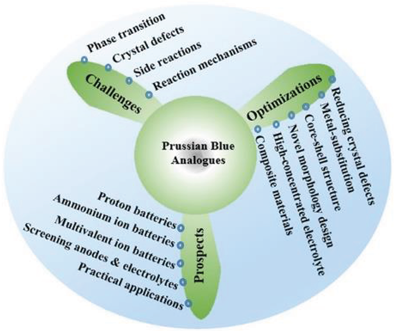 Phase transition
Crystal defects
Side reactions
Reaction mechanisms
Challenges
Prussian Blue
Analogues
Optimizations
Reducing crystal defects
Metal-substitution
Core-shell structure
Novel morphology design
High-concentrated electrolyte
Composite materials
Proton batteries
Ammonium ion batteries
Multivalent ion batteries
Screening anodes & electrolytes
Practical applications
Prospects